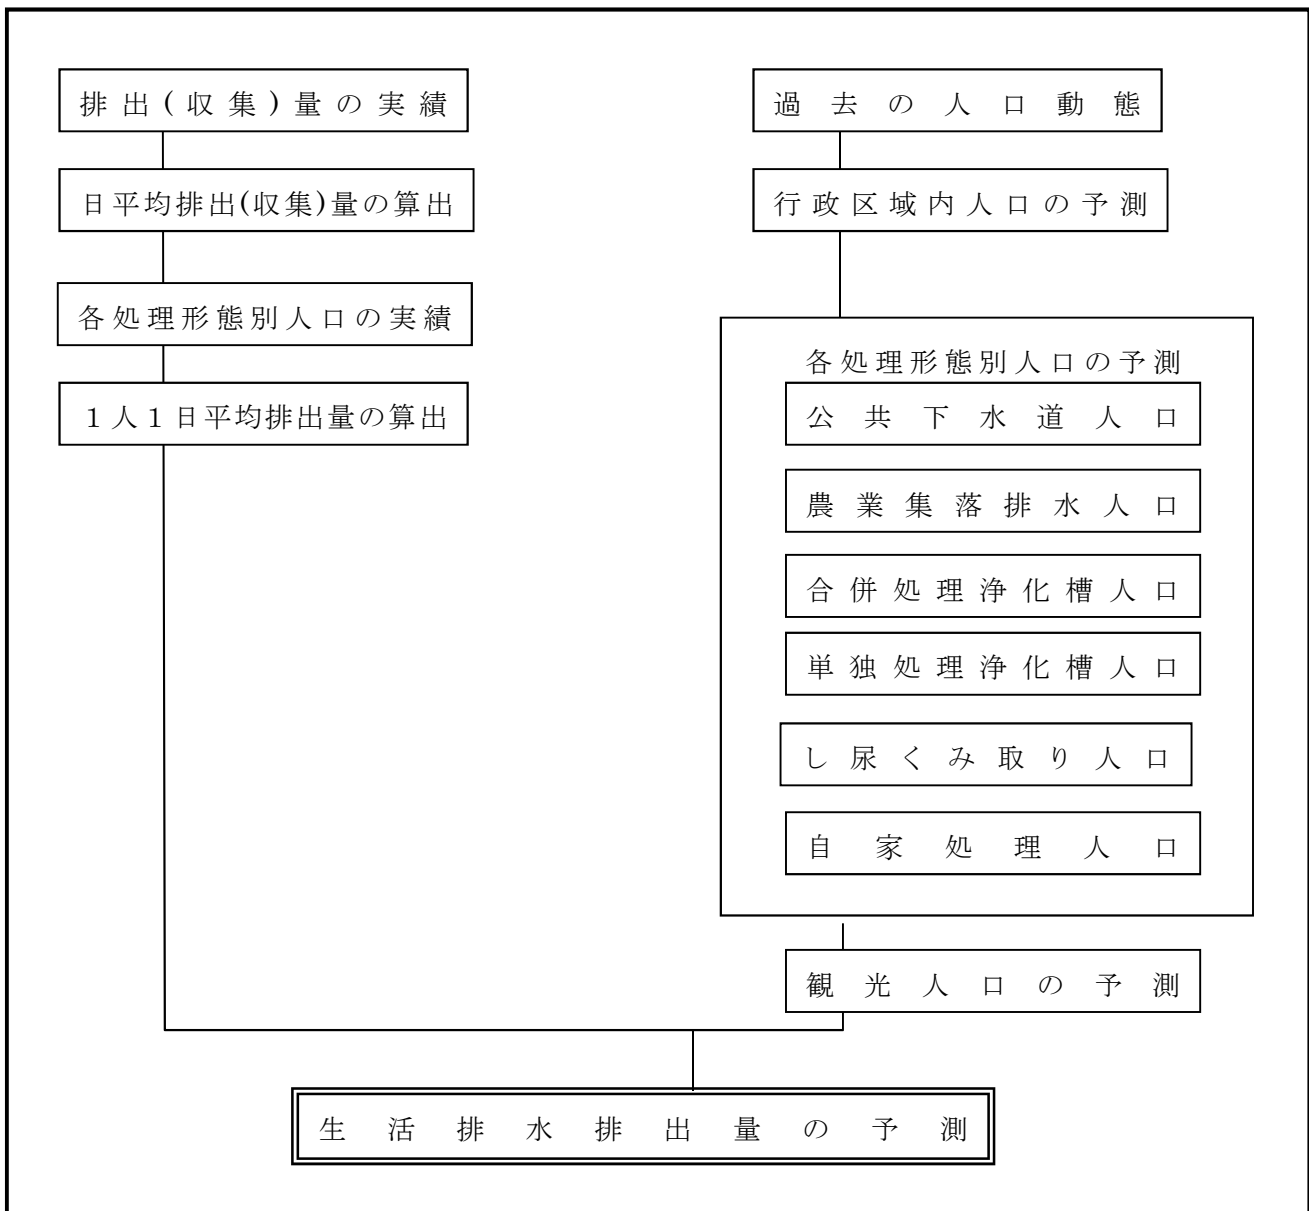 排出(収集)量の実績
日平均排出(収集)量の算出
各処理形態別人口の実績
１人１日平均排出量の算出
過去の人口動態
行政区域内人口の予測
各処理形態別人口の予測
公共下水道人口
農業集落排水人口
合併処理浄化槽人口
単独処理浄化槽人口
し尿くみ取り人口
自家処理人口
観光人口の予測
生活排水排出量の予測